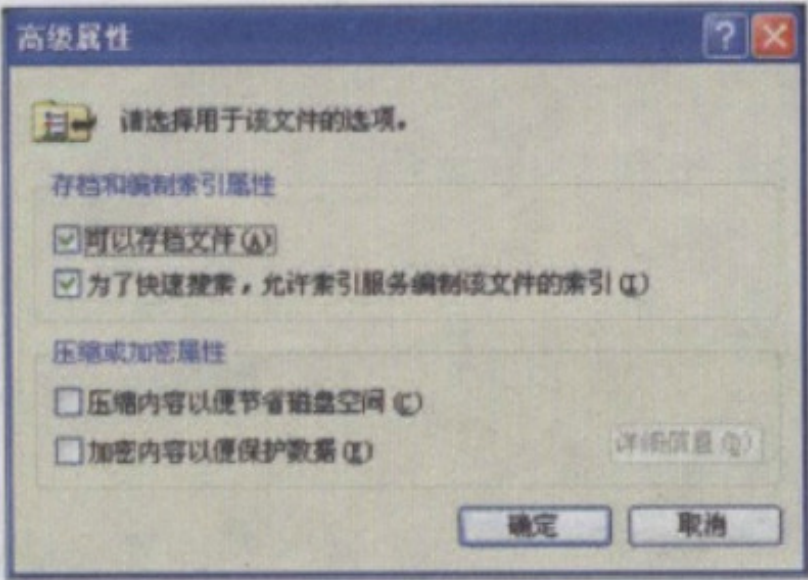 高级属性
请选择用于该文件的选项。
存档和编制索引属性
可以存档文件(A)
为了快速搜索，允许索引服务编制该文件的索引(I)
压缩或加密属性
压缩内容以便节省磁盘空间(C)
加密内容以便保护数据(E)
详细信息(D)
确定
取消